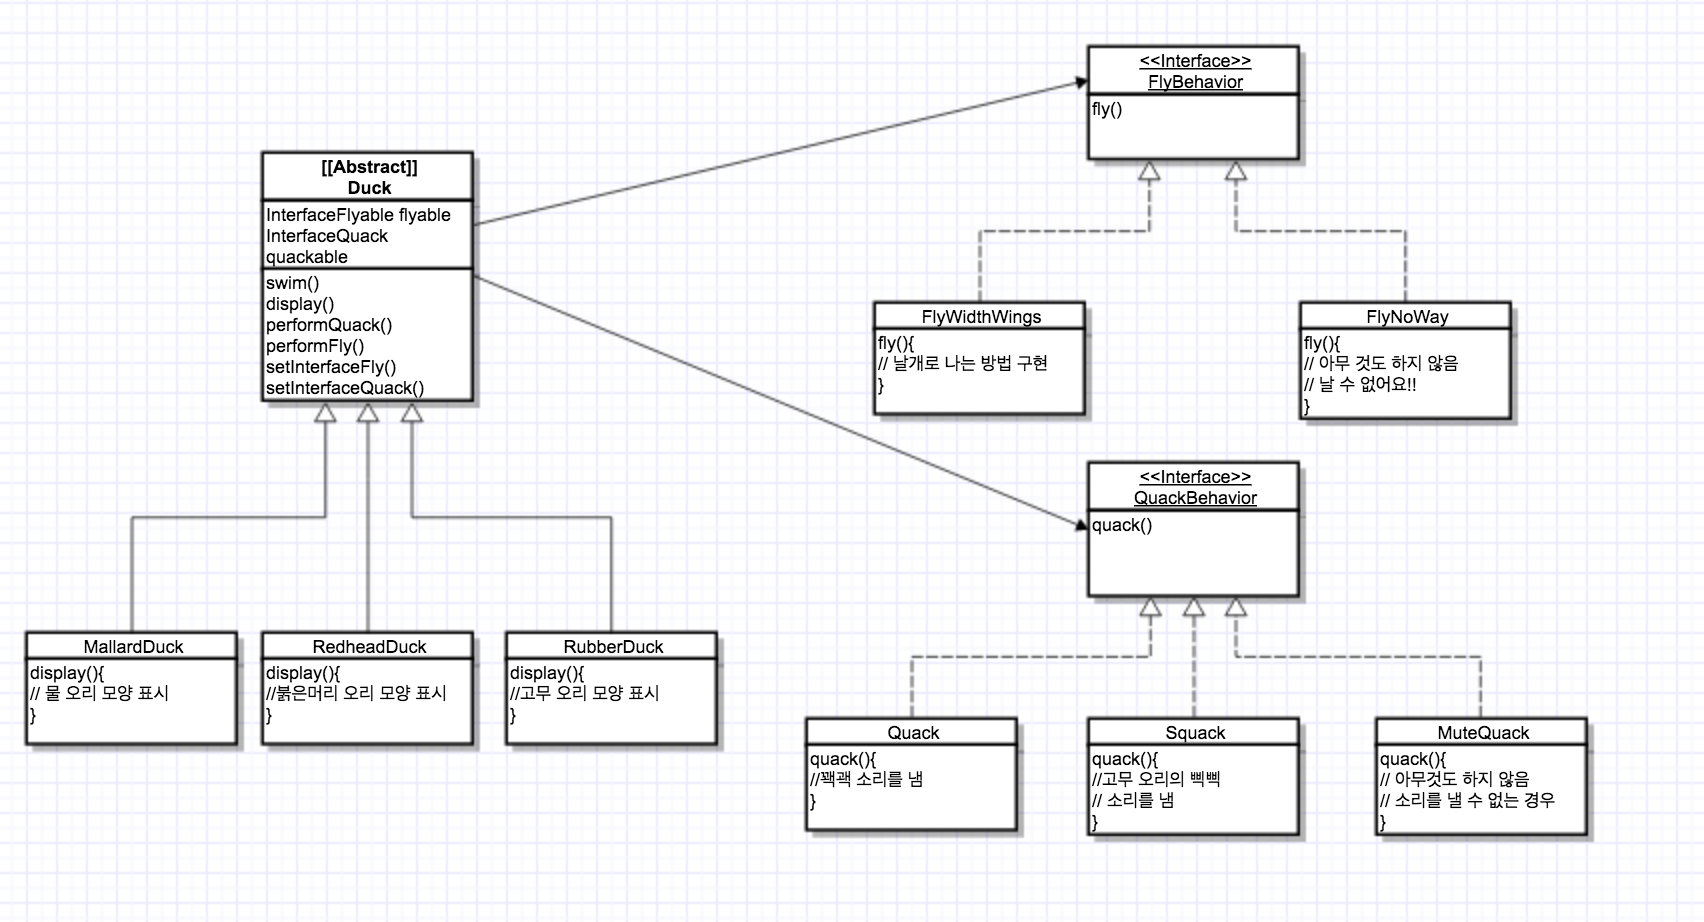 <<Interface>>
FlyBehavior
fly()
[[Abstract]]
Duck
InterfaceFlyable flyable
InterfaceQuack
quackable
swim()
display()
performQuack()
performFly()
setInterfaceFly()
setInterfaceQuack()
FlyWidthWings
fly(){
// 날개로 나는 방법 구현
}
FlyNoWay
fly(){
// 아무 것도 하지 않음
// 날 수 없어요!!
}
<<Interface>>
QuackBehavior
quack()
MallardDuck
display(){
// 물 오리 모양 표시
}
RedheadDuck
display(){
//붉은머리 오리 모양 표시
}
RubberDuck
display(){
//고무 오리 모양 표시
}
Quack
quack(){
//꽥괙 소리를 냄
}
Squack
quack(){
//고무 오리의 삑삑
// 소리를 냄
}
MuteQuack
quack(){
// 아무것도 하지 않음
// 소리를 낼 수 없는 경우
}